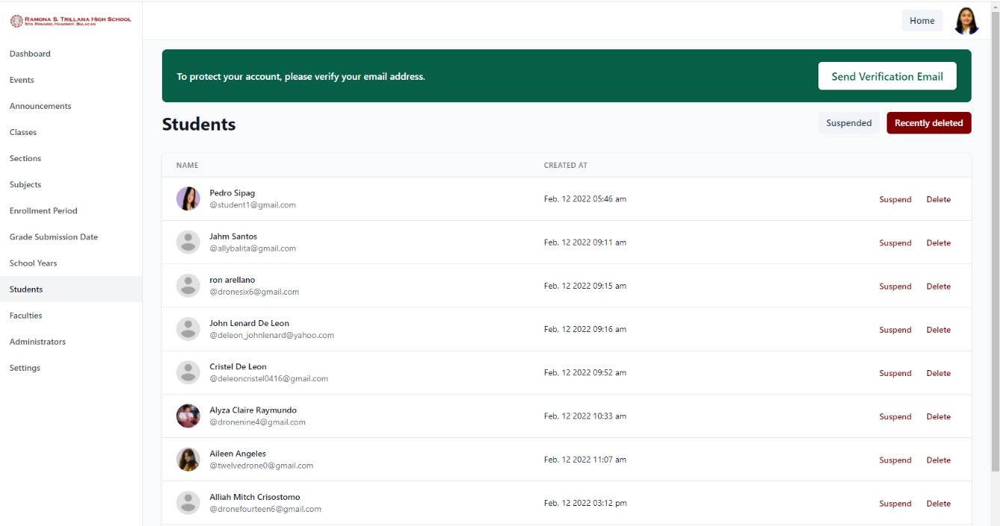 RAMONA S. TRILLANA HIGH SCHOOL
STO. ROSARIO, HAGONOY, BULACAN
Home
Dashboard
Events
Announcements
Classes
Sections
Subjects
Enrollment Period
Grade Submission Date
School Years
Students
Faculties
Administrators
Settings
To protect your account, please verify your email address.
Send Verification Email
Students
Suspended
Recently deleted
NAME CREATED AT
Pedro Sipag
@student1@gmail.com
Feb, 12 2022 05:46 am
Suspend Delete
Jahm Santos
@allybalita@gmail.com
Feb, 12 2022 09:11 am
Suspend Delete
ron arellano
@dronesix6@gmail.com
Feb, 12 2022 09:15 am
Suspend Delete
John Lenard De Leon
@deleon_johnlenard@yahoo.com
Feb, 12 2022 09:16 am
Suspend Delete
Cristel De Leon
@deleoncristel0416@gmail.com
Feb, 12 2022 09:52 am
Suspend Delete
Alyza Claire Raymundo
@dronenine4@gmail.com
Feb, 12 2022 10:33 am
Suspend Delete
Aileen Angeles
@twelvedrone0@gmail.com
Feb, 12 2022 11:07 am
Suspend Delete
Alliah Mitch Crisostomo
@dronefourteen6@gmail.com
Feb, 12 2022 03:12 pm
Suspend Delete